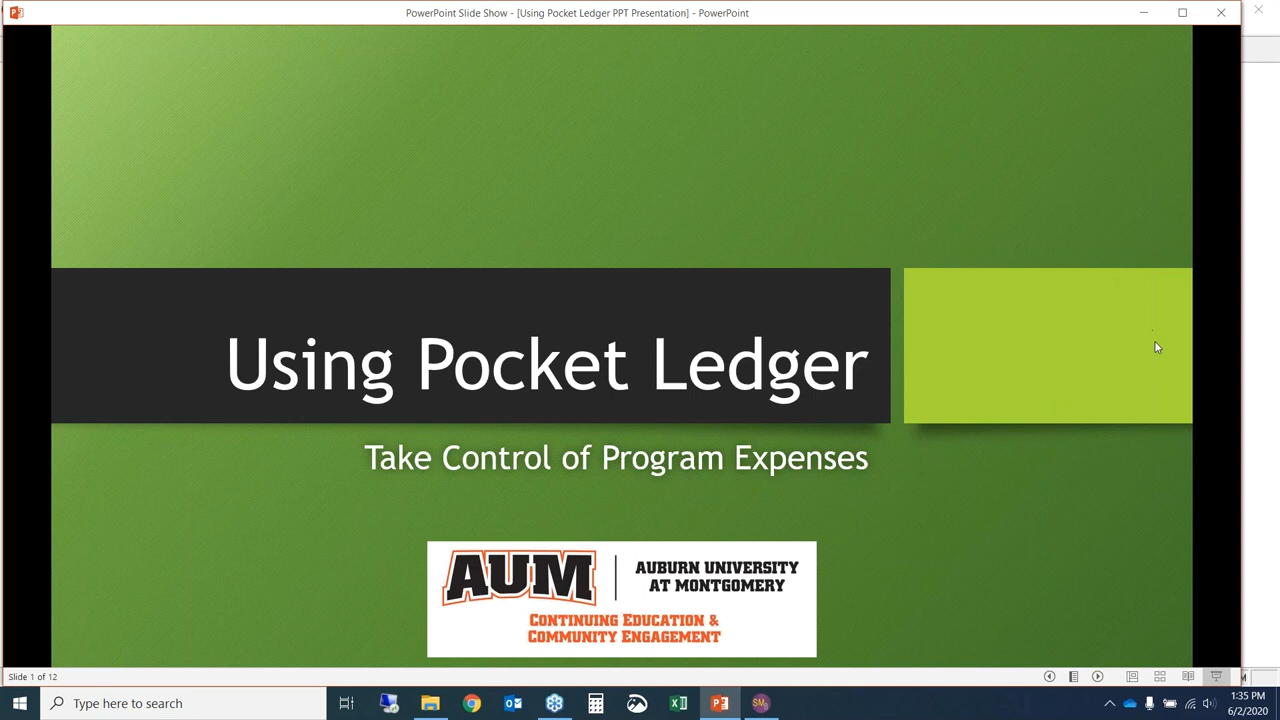 PowerPoint Slide Show - [Using Pocket Ledger PPT Presentation] - PowerPoint
Using Pocket Ledger
Take Control of Program Expenses
AUM
AUBURN UNIVERSITY
AT MONTGOMERY
CONTINUING EDUCATION &
COMMUNITY ENGAGEMENT
Slide 1 of 12
Type here to search
1:35 PM
6/2/2020